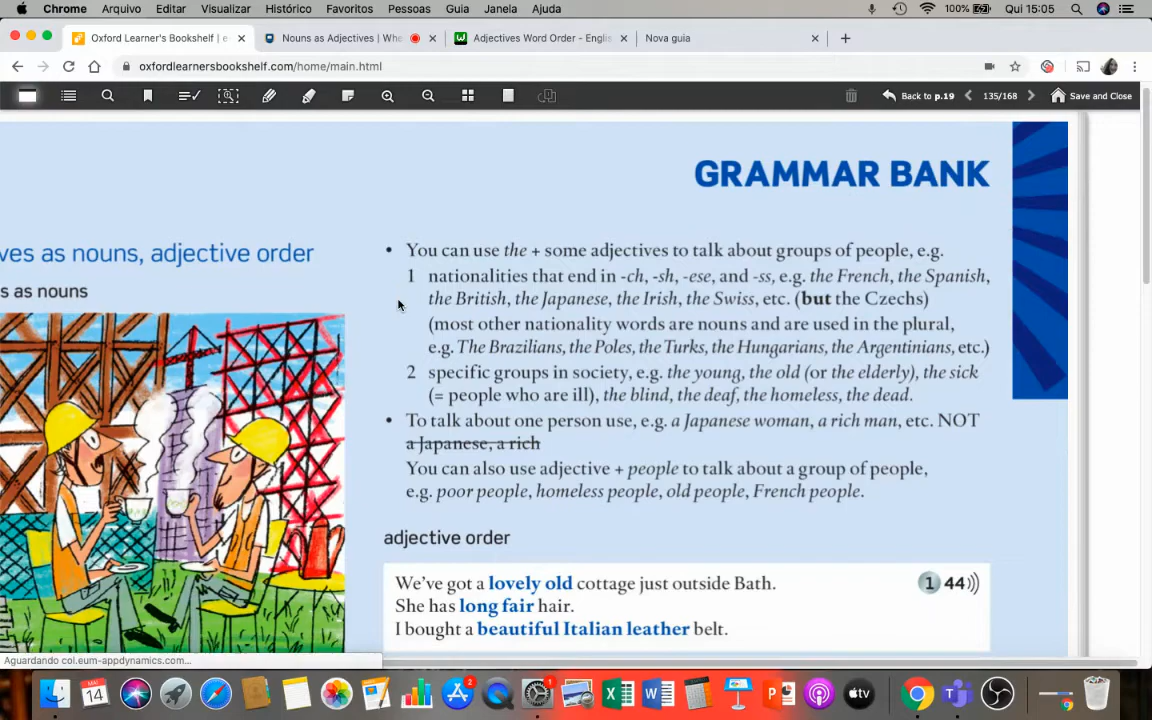 Chrome Arquivo Editar Visualizar Histórico Favoritos Pessoas Guia Janela Ajuda 100% Qui 15:05
Oxford Learner's Bookshelf | e × Nouns as Adjectives | Whe × Adjectives Word Order - Englis × Nova guia × +
oxfordlearnersbookshelf.com/home/main.html
Back to p.19 135/168 Save and Close
GRAMMAR BANK
ves as nouns, adjective order
s as nouns
• You can use the + some adjectives to talk about groups of people, e.g.
1 nationalities that end in -ch, -sh, -ese, and -ss, e.g. the French, the Spanish,
the British, the Japanese, the Irish, the Swiss, etc. (but the Czechs)
(most other nationality words are nouns and are used in the plural,
e.g. The Brazilians, the Poles, the Turks, the Hungarians, the Argentinians, etc.)
2 specific groups in society, e.g. the young, the old (or the elderly), the sick
(= people who are ill), the blind, the deaf, the homeless, the dead.
• To talk about one person use, e.g. a Japanese woman, a rich man, etc. NOT
a Japanese, a rich
You can also use adjective + people to talk about a group of people,
e.g. poor people, homeless people, old people, French people.
adjective order
We've got a lovely old cottage just outside Bath. 1 44))
She has long fair hair.
I bought a beautiful Italian leather belt.
Aguardando col.eum-appdynamics.com...
MAI
14
2
1
tv